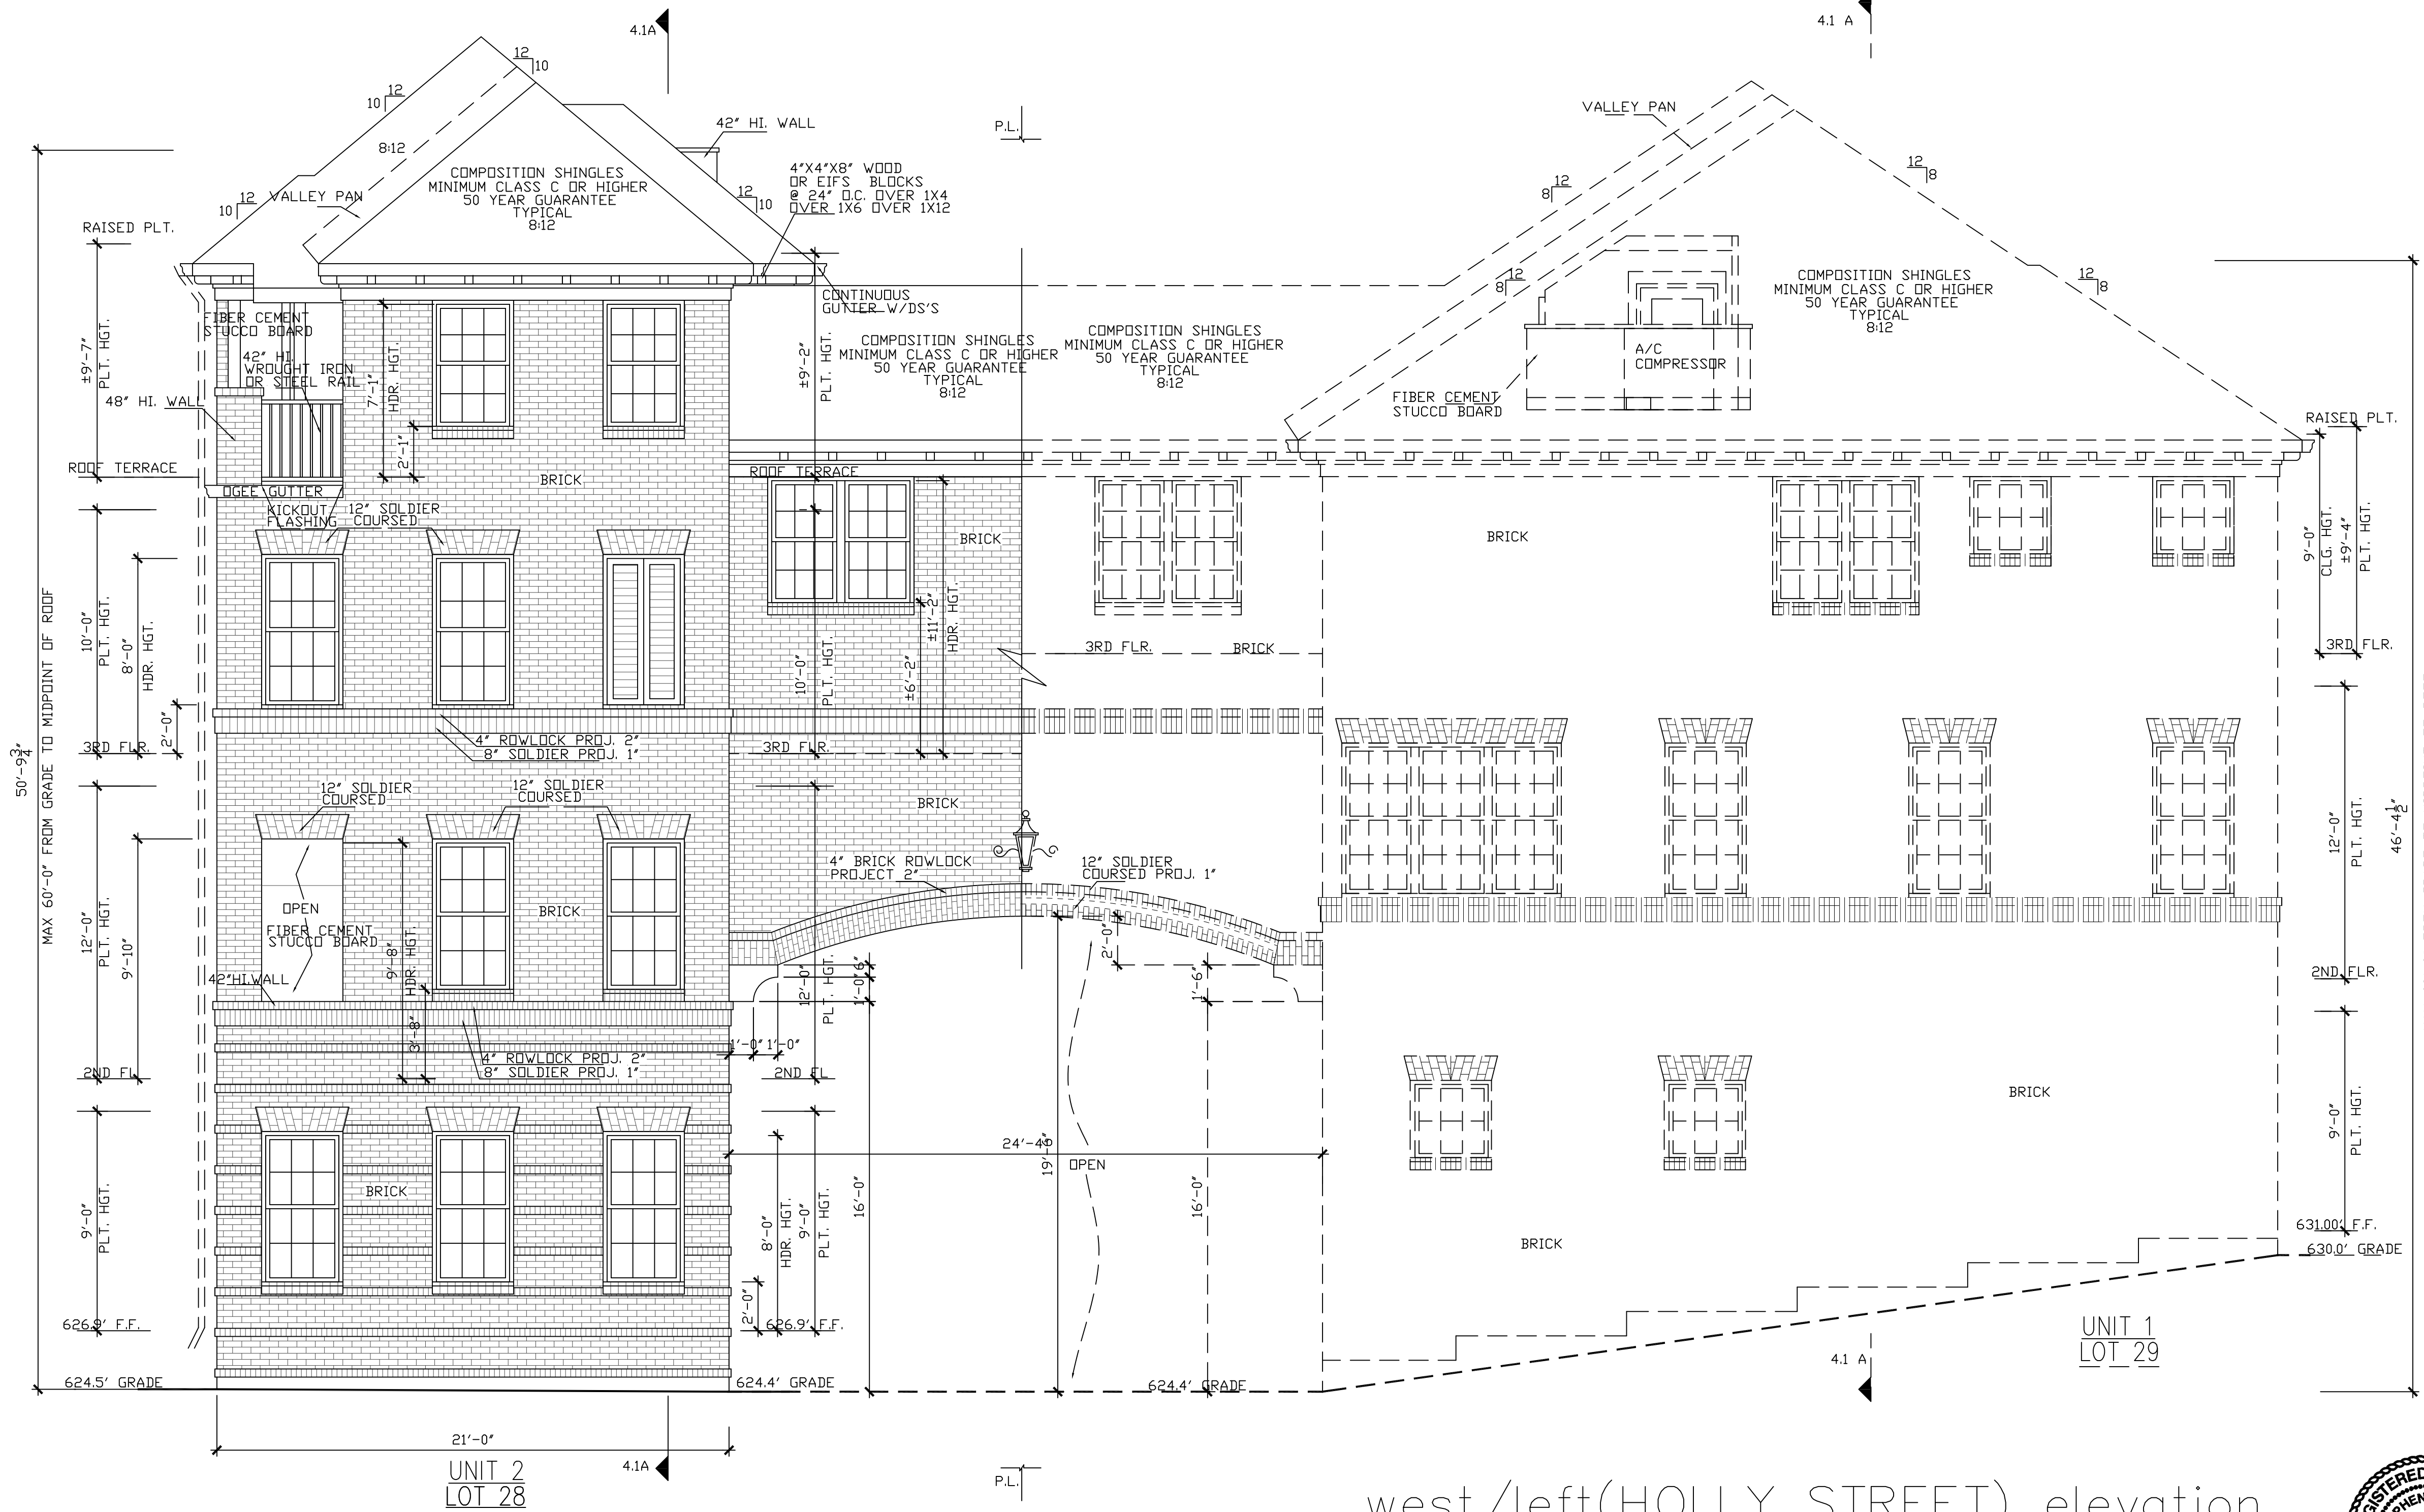 4.1A
4.1 A
12
10
12
10
8:12
VALLEY PAN
12
10
COMPOSITION SHINGLES
MINIMUM CLASS C OR HIGHER
50 YEAR GUARANTEE
TYPICAL
8:12
42" HI. WALL
12
10
4"X4"X8" WOOD
OR EIFS BLOCKS
@ 24" O.C. OVER 1X4
OVER 1X6 OVER 1X12
P.L.
VALLEY PAN
12
8
12
8
12
8
12
8
COMPOSITION SHINGLES
MINIMUM CLASS C OR HIGHER
50 YEAR GUARANTEE
TYPICAL
8:12
RAISED PLT.
CONTINUOUS
GUTTER W/DS'S
COMPOSITION SHINGLES
MINIMUM CLASS C OR HIGHER
50 YEAR GUARANTEE
TYPICAL
8:12
COMPOSITION SHINGLES
MINIMUM CLASS C OR HIGHER
50 YEAR GUARANTEE
TYPICAL
8:12
A/C
COMPRESSOR
FIBER CEMENT
STUCCO BOARD
RAISED PLT.
±9'-7"
PLT. HGT.
FIBER CEMENT
STUCCO BOARD
42" HI.
WROUGHT IRON
OR STEEL RAIL
48" HI. WALL
7'-1"
HDR. HGT.
2'-1"
±9'-2"
PLT. HGT.
ROOF TERRACE
OGEE GUTTER
KICKOUT
FLASHING
12" SOLDIER
COURSED
BRICK
ROOF TERRACE
BRICK
BRICK
9'-0"
CLG. HGT.
±9'-4"
PLT. HGT.
10'-0"
PLT. HGT.
8'-0"
HDR. HGT.
2'-0"
3RD FLR.
4" ROWLOCK PROJ. 2"
8" SOLDIER PROJ. 1"
10'-0"
PLT. HGT.
±6'-2"
±11'-2"
HDR. HGT.
3RD FLR.
3RD FLR.
BRICK
3RD FLR.
50'-9 3/4"
MAX 60'-0" FROM GRADE TO MIDPOINT OF ROOF
12" SOLDIER
COURSED
12" SOLDIER
COURSED
BRICK
12'-0"
PLT. HGT.
46'-4 1/2"
4" BRICK ROWLOCK
PROJECT 2"
12" SOLDIER
COURSED PROJ. 1"
12'-0"
PLT. HGT.
9'-10"
OPEN
FIBER CEMENT
STUCCO BOARD
BRICK
9'-8"
HDR. HGT.
3'-8"
42"HI.WALL
4" ROWLOCK PROJ. 2"
8" SOLDIER PROJ. 1"
12'-0"
PLT. HGT.
6"
1'-0"
1'-0"
1'-0"
2'-0"
1'-6"
2ND FLR.
2ND FL
2ND FL
BRICK
9'-0"
PLT. HGT.
BRICK
8'-0"
HDR. HGT.
9'-0"
PLT. HGT.
2'-0"
16'-0"
24'-4"
19'-6"
OPEN
16'-0"
9'-0"
PLT. HGT.
BRICK
631.00' F.F.
630.0' GRADE
626.9' F.F.
626.9' F.F.
624.5' GRADE
624.4' GRADE
624.4' GRADE
4.1 A
UNIT 1
LOT 29
21'-0"
UNIT 2
LOT 28
4.1A
P.L.
west/left(HOLLY STREET) elevation